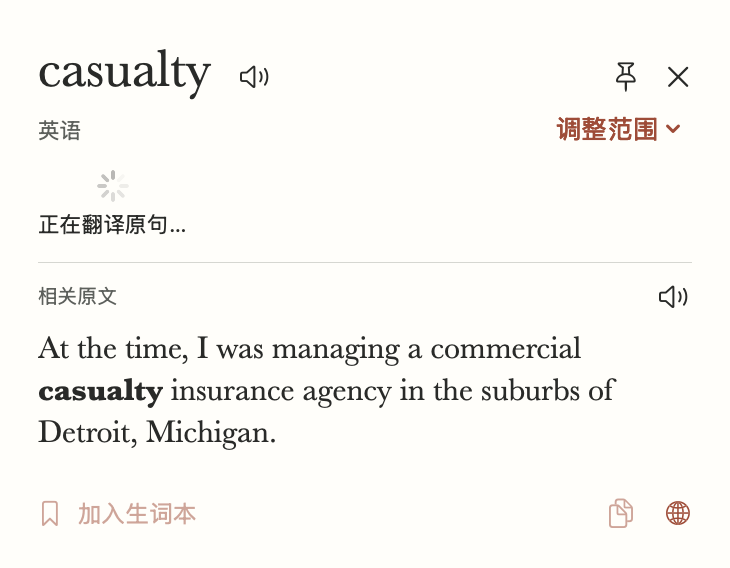 casualty
英语
调整范围
正在翻译原句...
相关原文
At the time, I was managing a commercial
casualty insurance agency in the suburbs of
Detroit, Michigan.
加入生词本